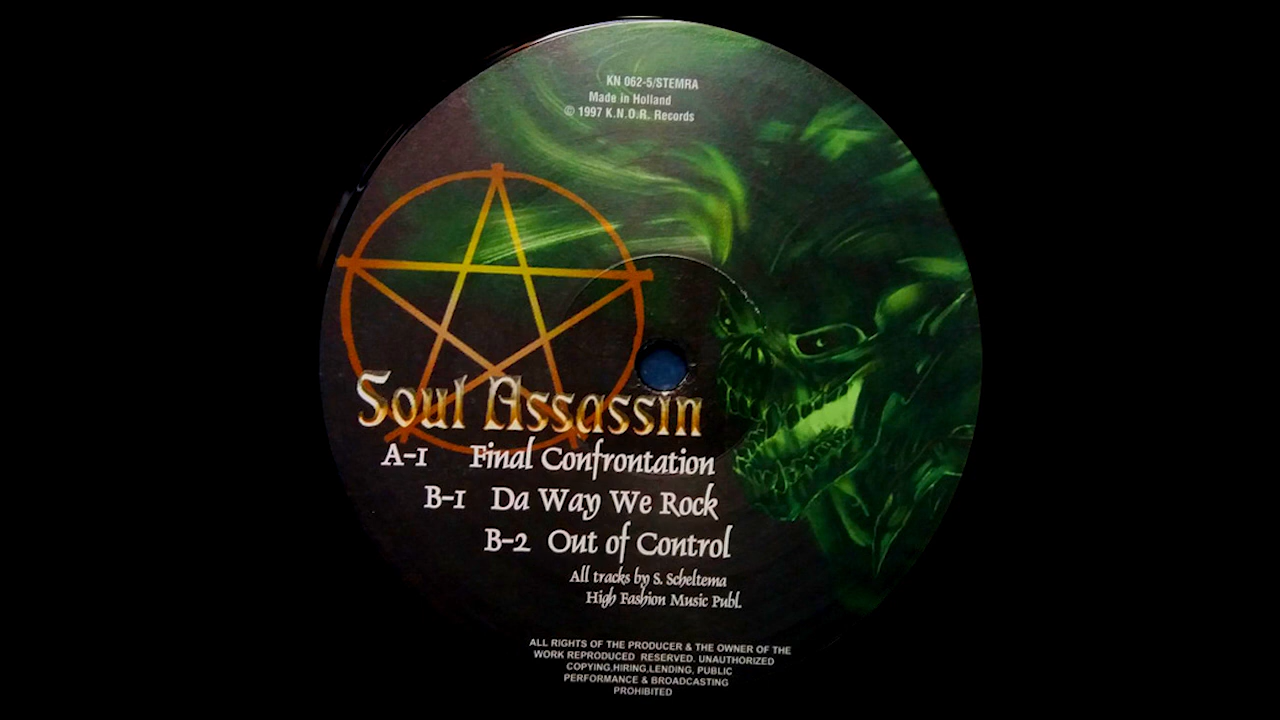 KN 062-5/STEMRA
Made in Holland
© 1997 K.N.O.R. Records
Soul Assassin
A-1 Final Confrontation
B-1 Da Way We Rock
B-2 Out of Control
All tracks by S. Scheltema
High Fashion Music Publ.
ALL RIGHTS OF THE PRODUCER & THE OWNER OF THE
WORK REPRODUCED RESERVED. UNAUTHORIZED
COPYING,HIRING,LENDING, PUBLIC
PERFORMANCE & BROADCASTING
PROHIBITED